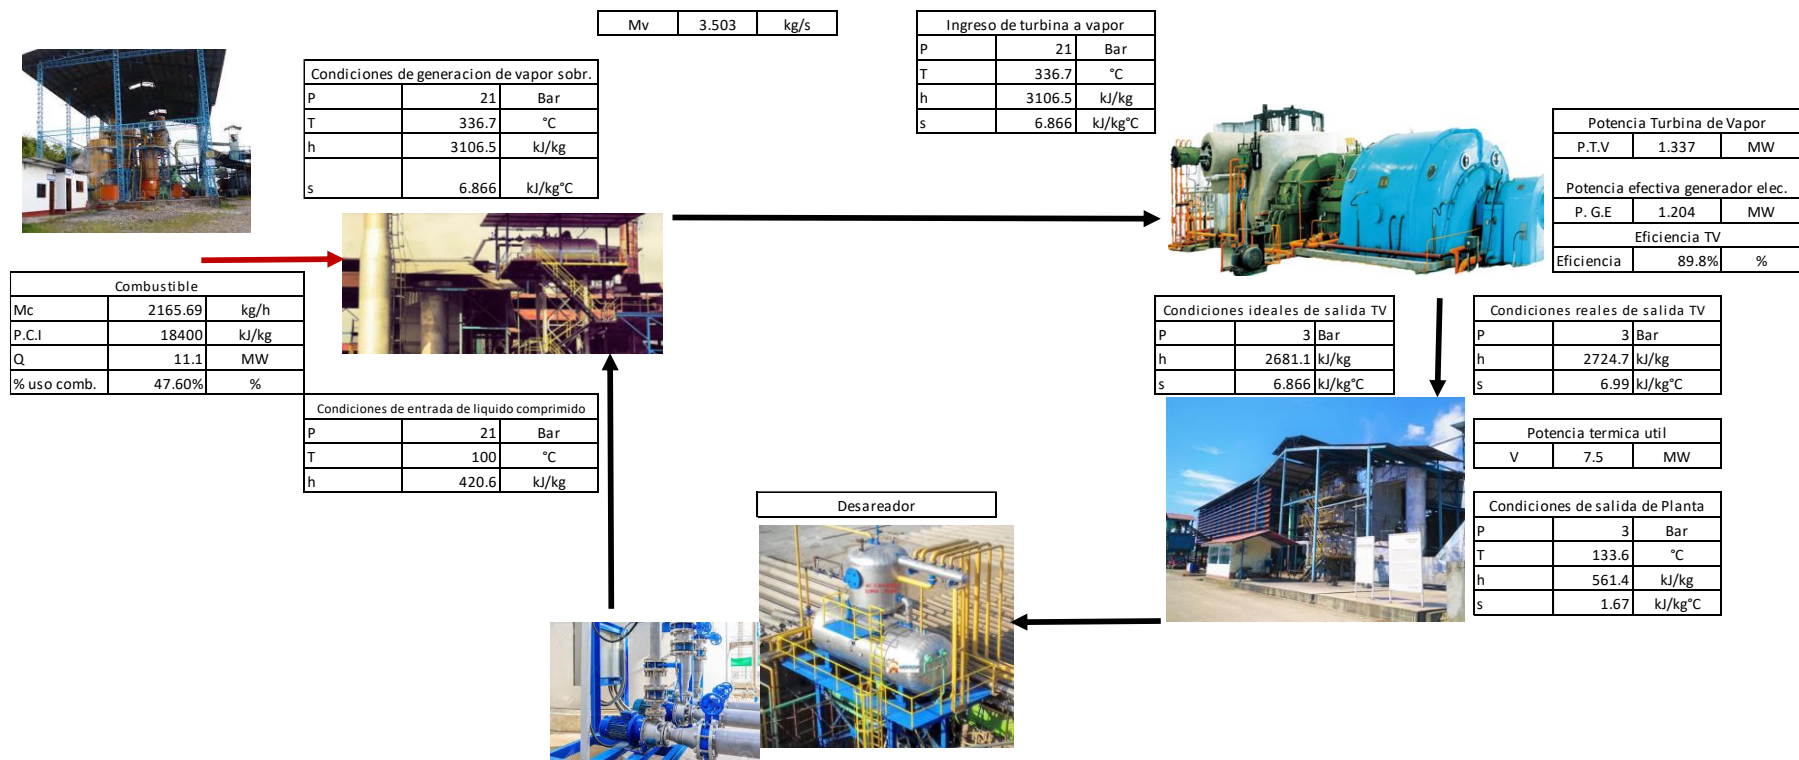 Mv 3.503 kg/s
Ingreso de turbina a vapor
P 21 Bar
T 336.7 °C
h 3106.5 kJ/kg
s 6.866 kJ/kg°C
Condiciones de generacion de vapor sobr.
P 21 Bar
T 336.7 °C
h 3106.5 kJ/kg
s 6.866 kJ/kg°C
Potencia Turbina de Vapor
P.T.V 1.337 MW
Potencia efectiva generador elec.
P. G.E 1.204 MW
Eficiencia TV
Eficiencia 89.8% %
Combustible
Mc 2165.69 kg/h
P.C.I 18400 kJ/kg
Q 11.1 MW
% uso comb. 47.60% %
Condiciones ideales de salida TV
P 3 Bar
h 2681.1 kJ/kg
s 6.866 kJ/kg°C
Condiciones reales de salida TV
P 3 Bar
h 2724.7 kJ/kg
s 6.99 kJ/kg°C
Condiciones de entrada de liquido comprimido
P 21 Bar
T 100 °C
h 420.6 kJ/kg
Potencia termica util
V 7.5 MW
Desareador
Condiciones de salida de Planta
P 3 Bar
T 133.6 °C
h 561.4 kJ/kg
s 1.67 kJ/kg°C